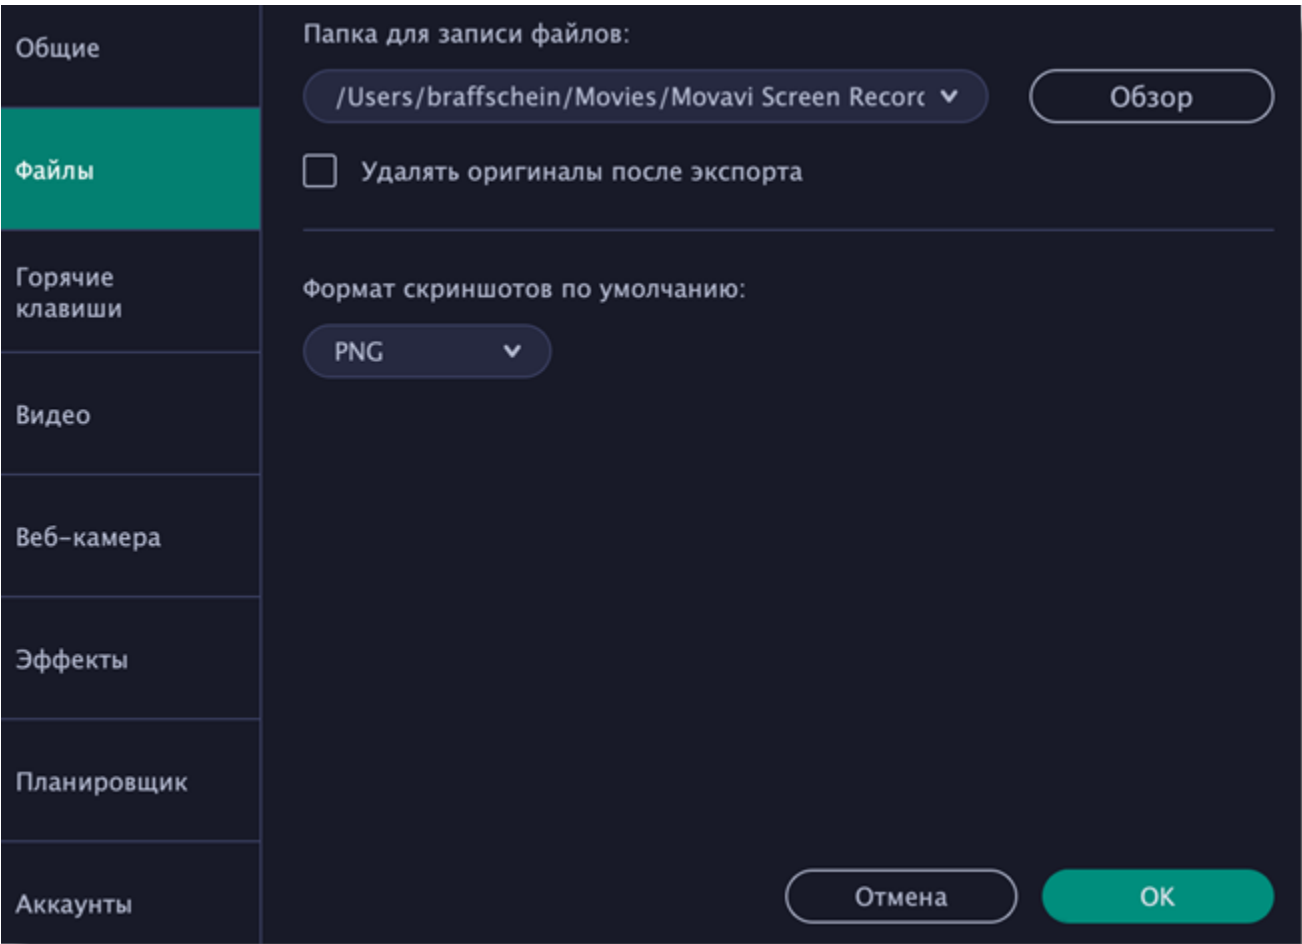 Общие
Файлы
Горячие
клавиши
Видео
Веб-камера
Эффекты
Планировщик
Аккаунты
Папка для записи файлов:
/Users/braffschein/Movies/Movavi Screen Recorc
Обзор
Удалять оригиналы после экспорта
Формат скриншотов по умолчанию:
PNG
Отмена
OK